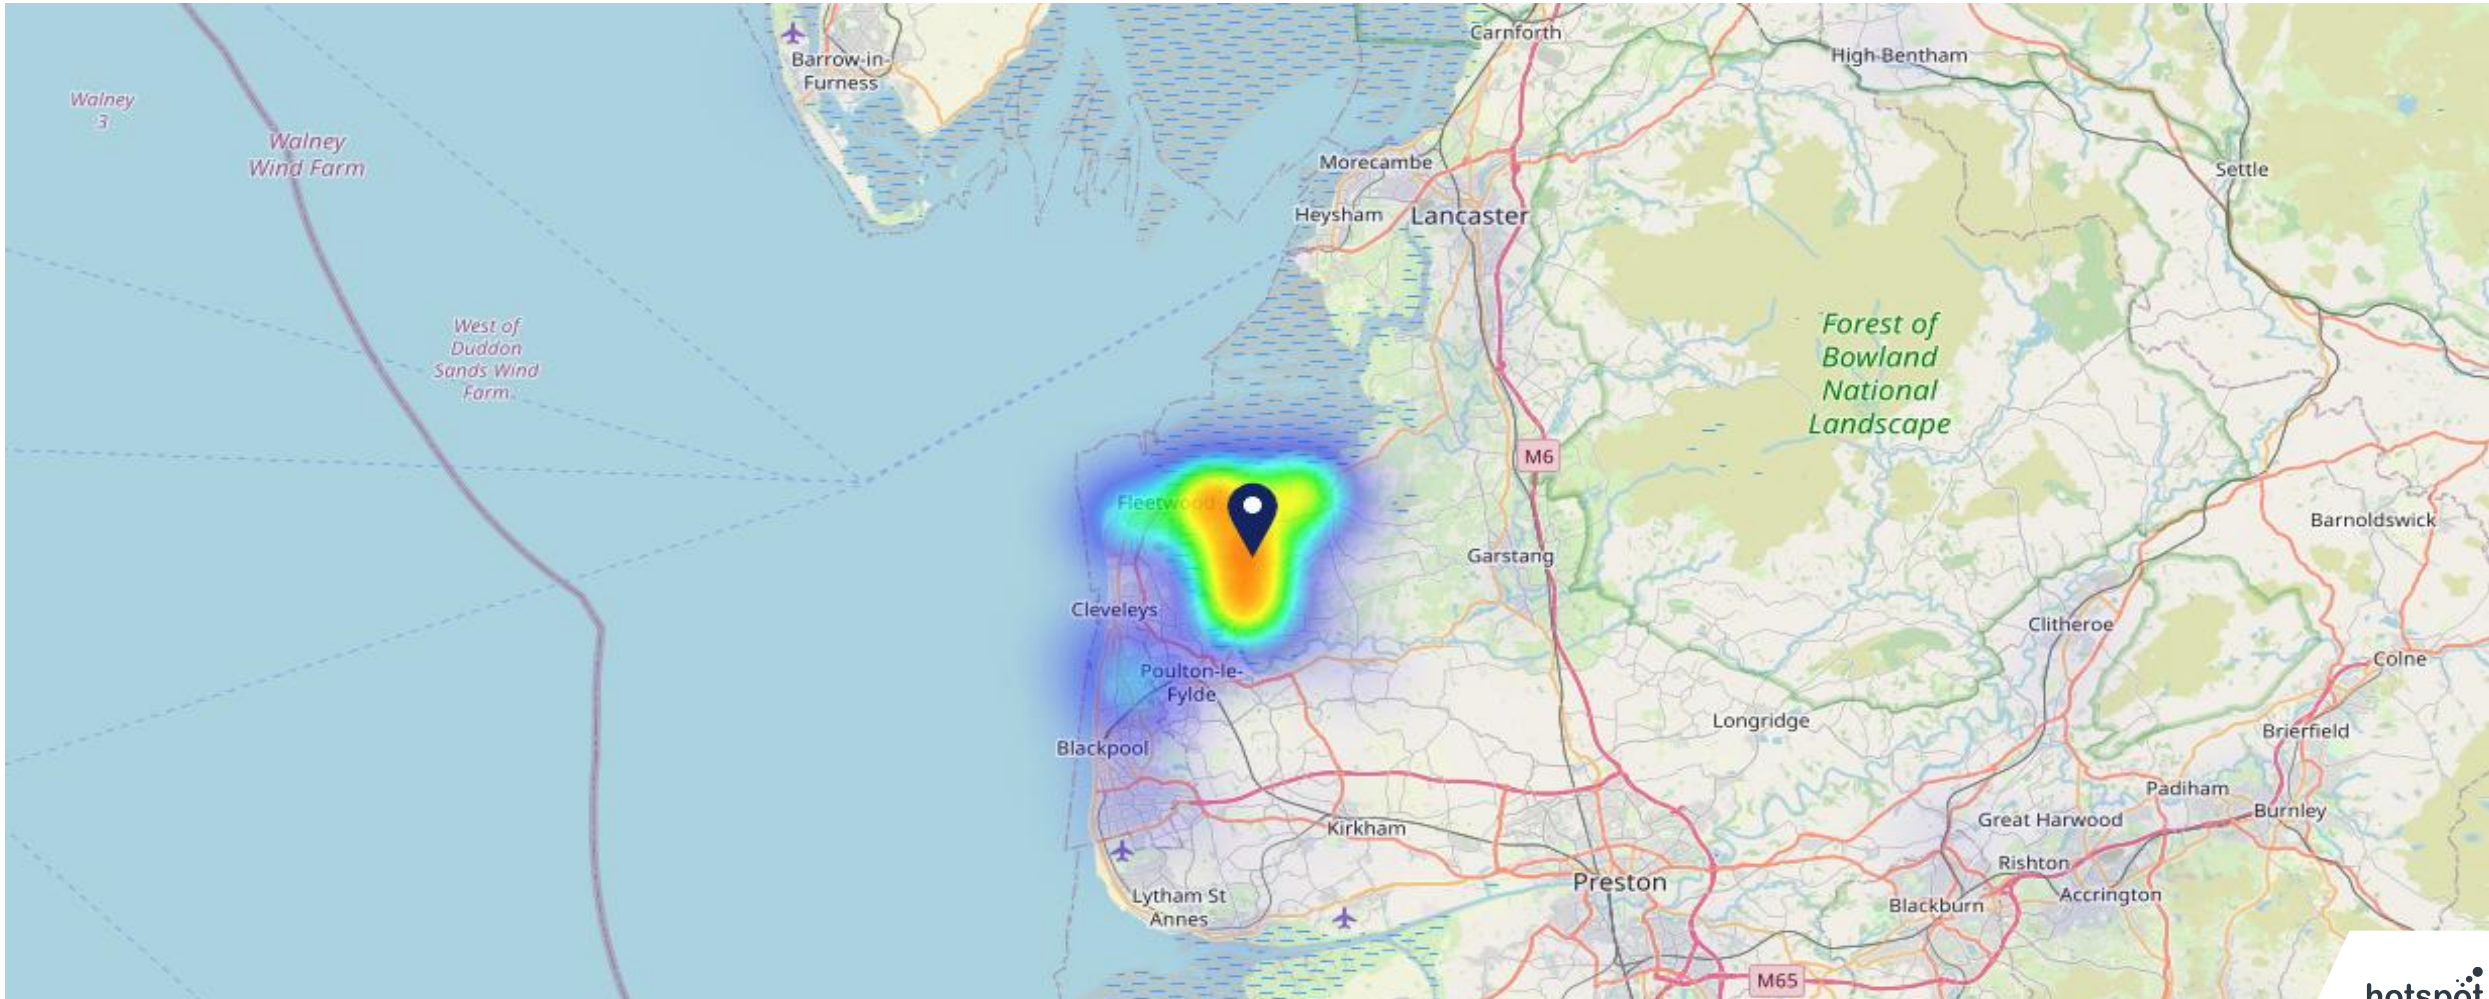 Carnforth
High Bentham
Barrow-in-
Furness
Walney
3
Walney
Wind Farm
Morecambe
Settle
Heysham
Lancaster
West of
Duddon
Sands Wind
Farm
Forest of
Bowland
National
Landscape
M6
Fleetwood
Barnoldswick
Garstang
Cleveleys
Clitheroe
Colne
Poulton-le-
Fylde
Longridge
Brierfield
Blackpool
Padiham
Burnley
Great Harwood
Kirkham
Rishton
Preston
Accrington
Lytham St
Annes
Blackburn
M65
hotspot